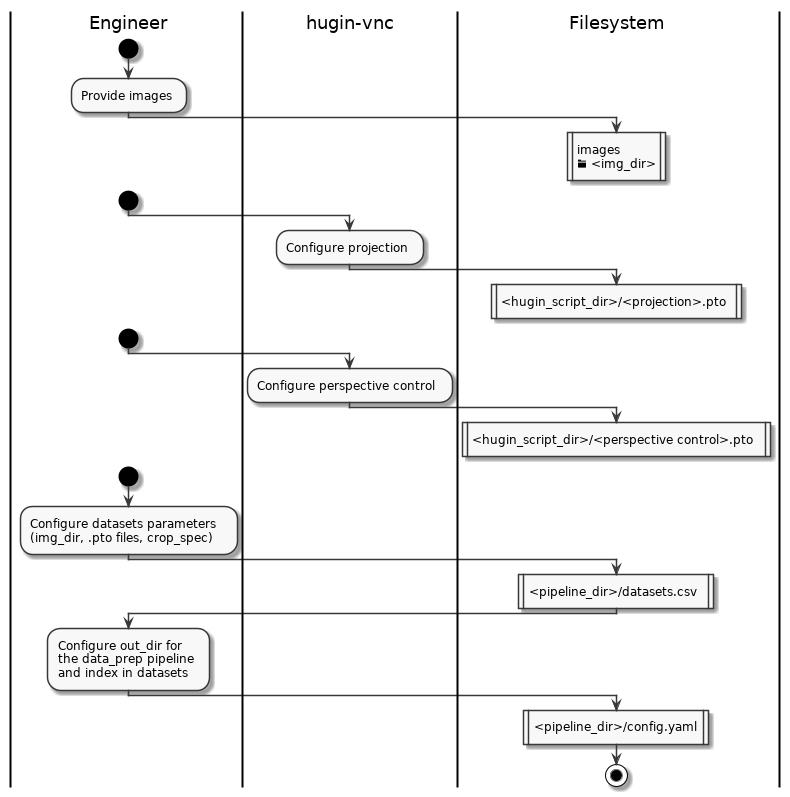 Engineer
hugin-vnc
Filesystem
Provide images
images
<img_dir>
Configure projection
<hugin_script_dir>/<projection>.pto
Configure perspective control
<hugin_script_dir>/<perspective control>.pto
Configure datasets parameters
(img_dir, .pto files, crop_spec)
<pipeline_dir>/datasets.csv
Configure out_dir for
the data_prep pipeline
and index in datasets
<pipeline_dir>/config.yaml